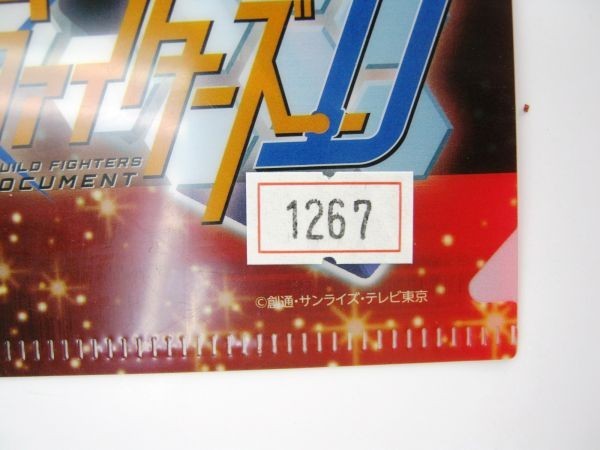 ファイターズD
UILD FIGHTERS
DOCUMENT
1267
©創通・サンライズ・テレビ東京